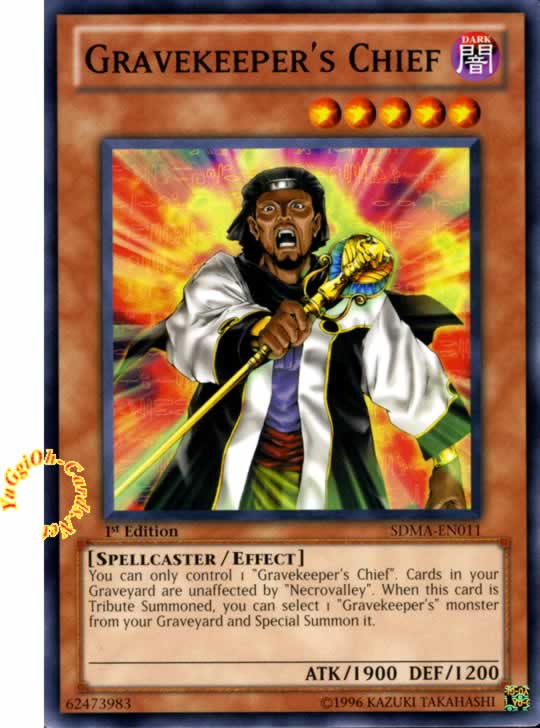 GRAVEKEEPER'S CHIEF
DARK
闇
YuGgiOh-Cards.Net
1st Edition
SDMA-EN011
[SPELLCASTER / EFFECT]
You can only control 1 "Gravekeeper's Chief". Cards in your
Graveyard are unaffected by "Necrovalley". When this card is
Tribute Summoned, you can select 1 "Gravekeeper's" monster
from your Graveyard and Special Summon it.
ATK/1900 DEF/1200
62473983
©1996 KAZUKI TAKAHASHI